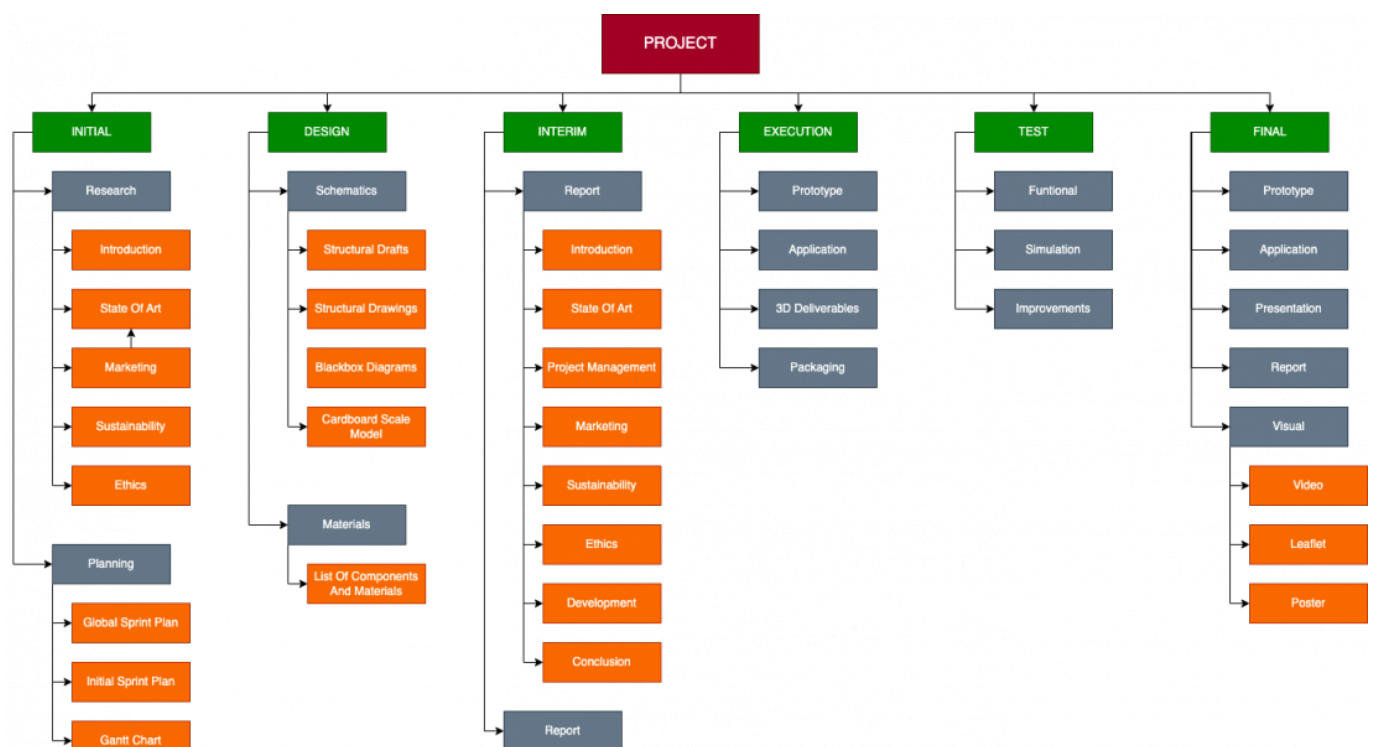 PROJECT
INITIAL
Research
Introduction
State Of Art
Marketing
Sustainability
Ethics
Planning
Global Sprint Plan
Initial Sprint Plan
Gantt Chart
DESIGN
Schematics
Structural Drafts
Structural Drawings
Blackbox Diagrams
Cardboard Scale
Model
Materials
List Of Components
And Materials
INTERIM
Report
Introduction
State Of Art
Project Management
Marketing
Sustainability
Ethics
Development
Conclusion
Report
EXECUTION
Prototype
Application
3D Deliverables
Packaging
TEST
Funtional
Simulation
Improvements
FINAL
Prototype
Application
Presentation
Report
Visual
Video
Leaflet
Poster